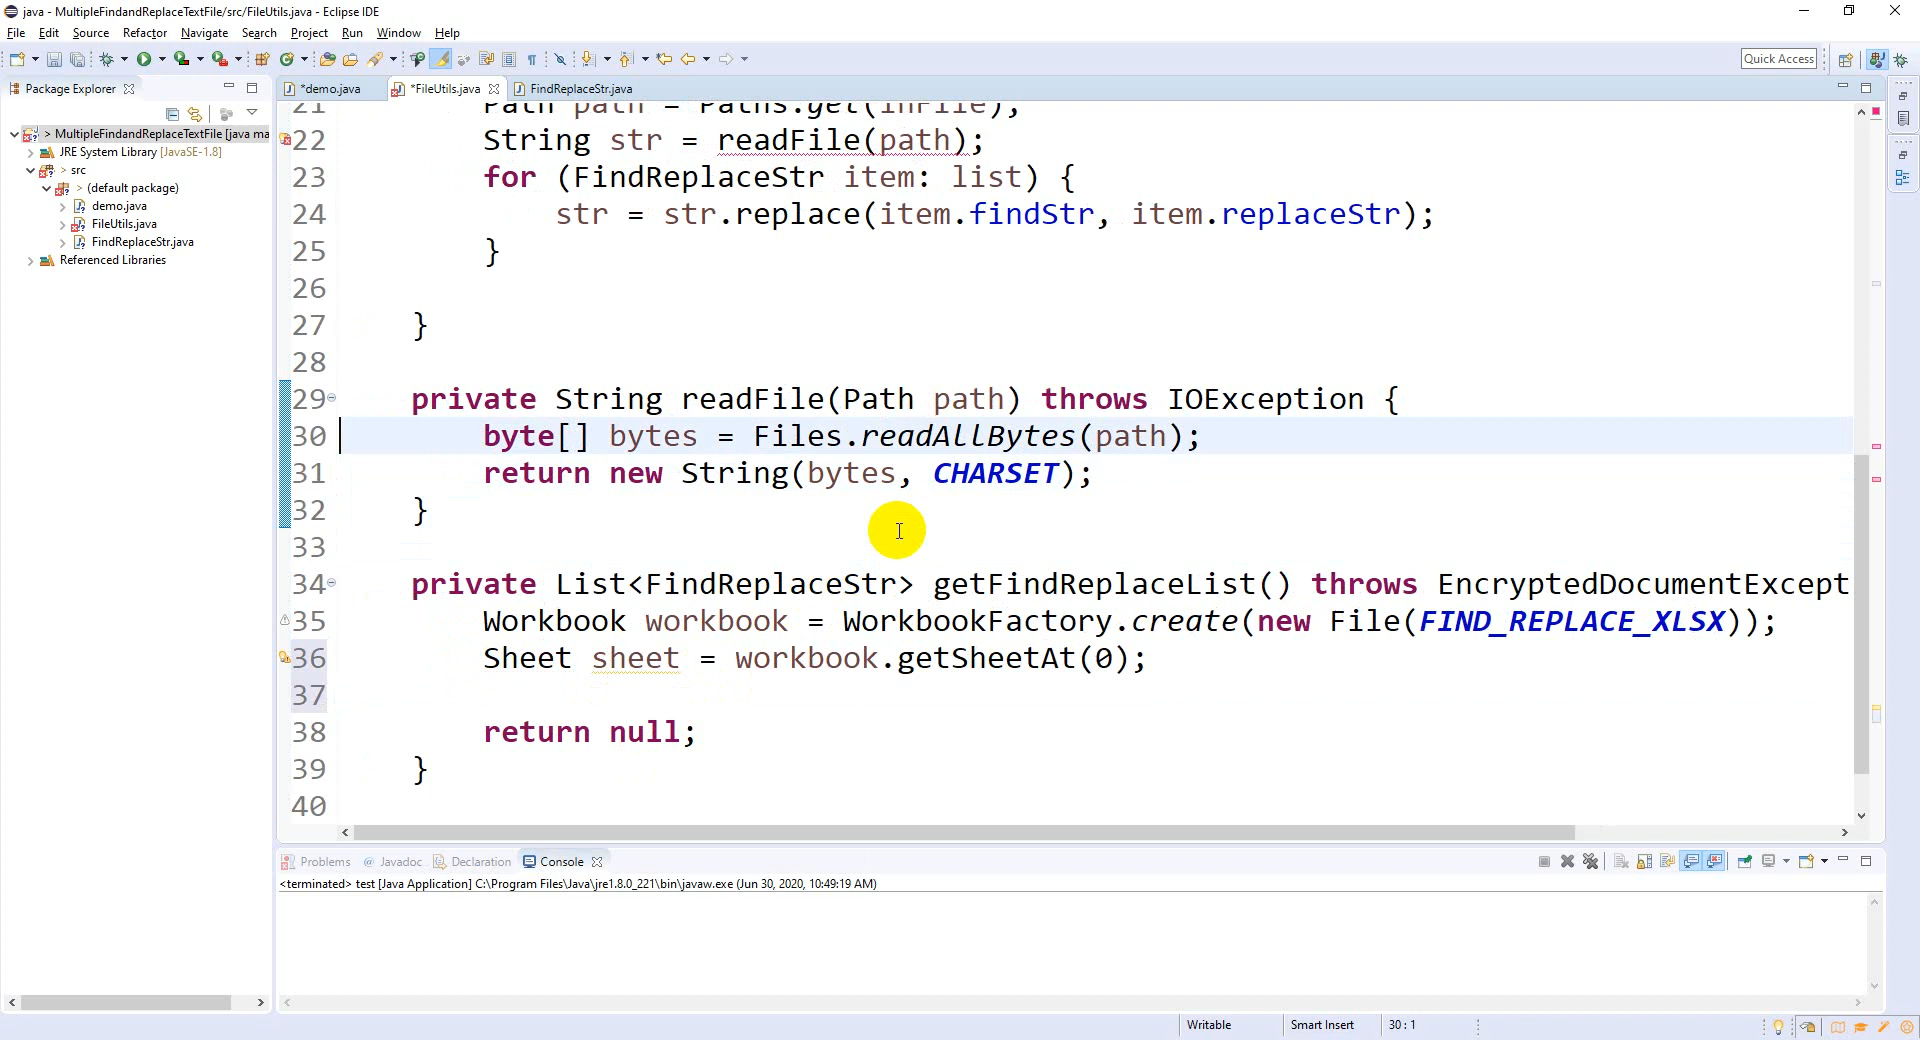 java - MultipleFindandReplaceTextFile/src/FileUtils.java - Eclipse IDE
File Edit Source Refactor Navigate Search Project Run Window Help
Quick Access
Package Explorer
*demo.java *FileUtils.java FindReplaceStr.java
> MultipleFindandReplaceTextFile [java ma
JRE System Library [JavaSE-1.8]
> src
> (default package)
demo.java
FileUtils.java
FindReplaceStr.java
Referenced Libraries
21 Path path = Paths.get(inFile);
22 String str = readFile(path);
23 for (FindReplaceStr item: list) {
24 str = str.replace(item.findStr, item.replaceStr);
25 }
26
27 }
28
29 private String readFile(Path path) throws IOException {
30 byte[] bytes = Files.readAllBytes(path);
31 return new String(bytes, CHARSET);
32 }
33
34 private List<FindReplaceStr> getFindReplaceList() throws EncryptedDocumentExcept
35 Workbook workbook = WorkbookFactory.create(new File(FIND_REPLACE_XLSX));
36 Sheet sheet = workbook.getSheetAt(0);
37
38 return null;
39 }
40
Problems @ Javadoc Declaration Console
<terminated> test [Java Application] C:\Program Files\Java\jre1.8.0_221\bin\javaw.exe (Jun 30, 2020, 10:49:19 AM)
Writable Smart Insert 30 : 1